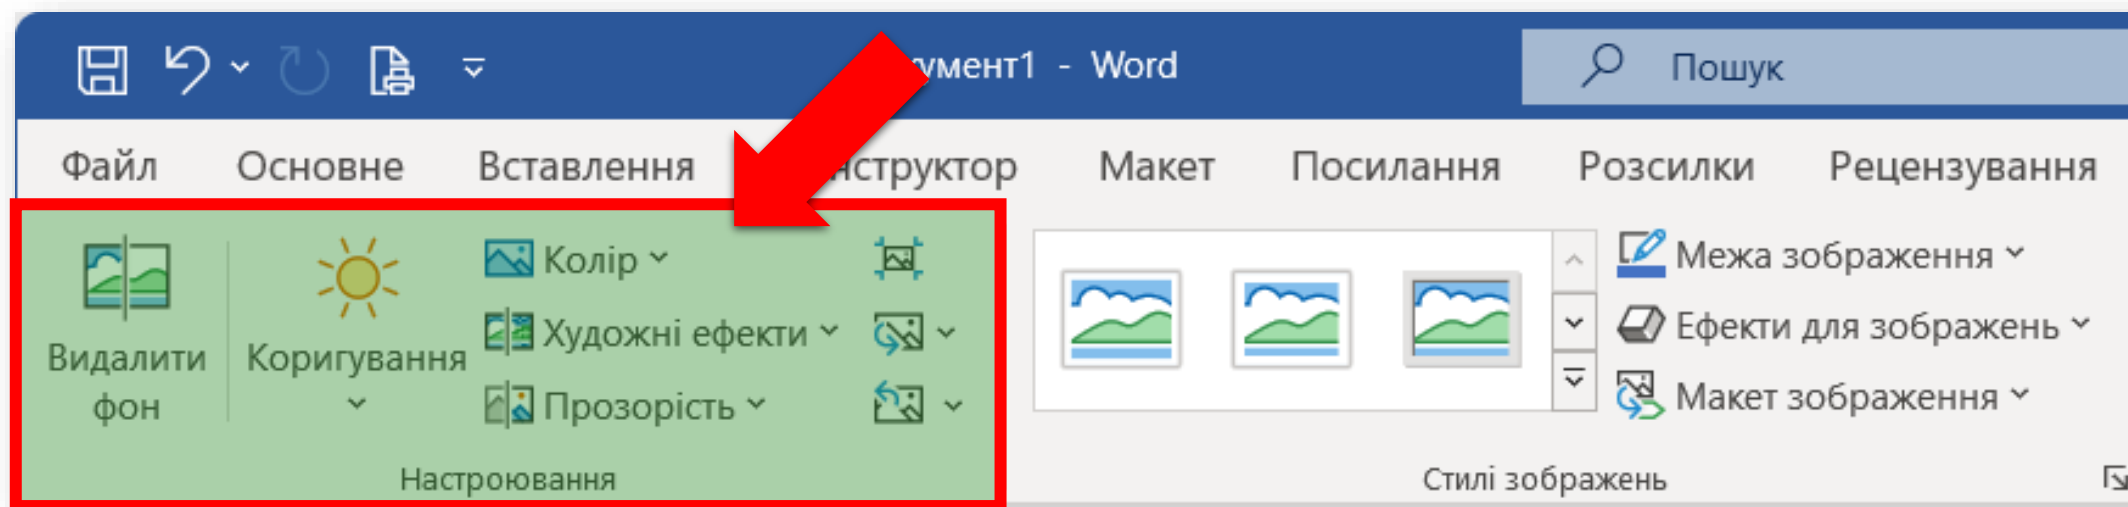 умент1 - Word
Пошук
Файл Основне Вставлення структор Макет Посилання Розсилки Рецензування
Видалити фон
Коригування
Колір
Художні ефекти
Прозорість
Настроювання
Межа зображення
Ефекти для зображень
Макет зображення
Стилі зображень